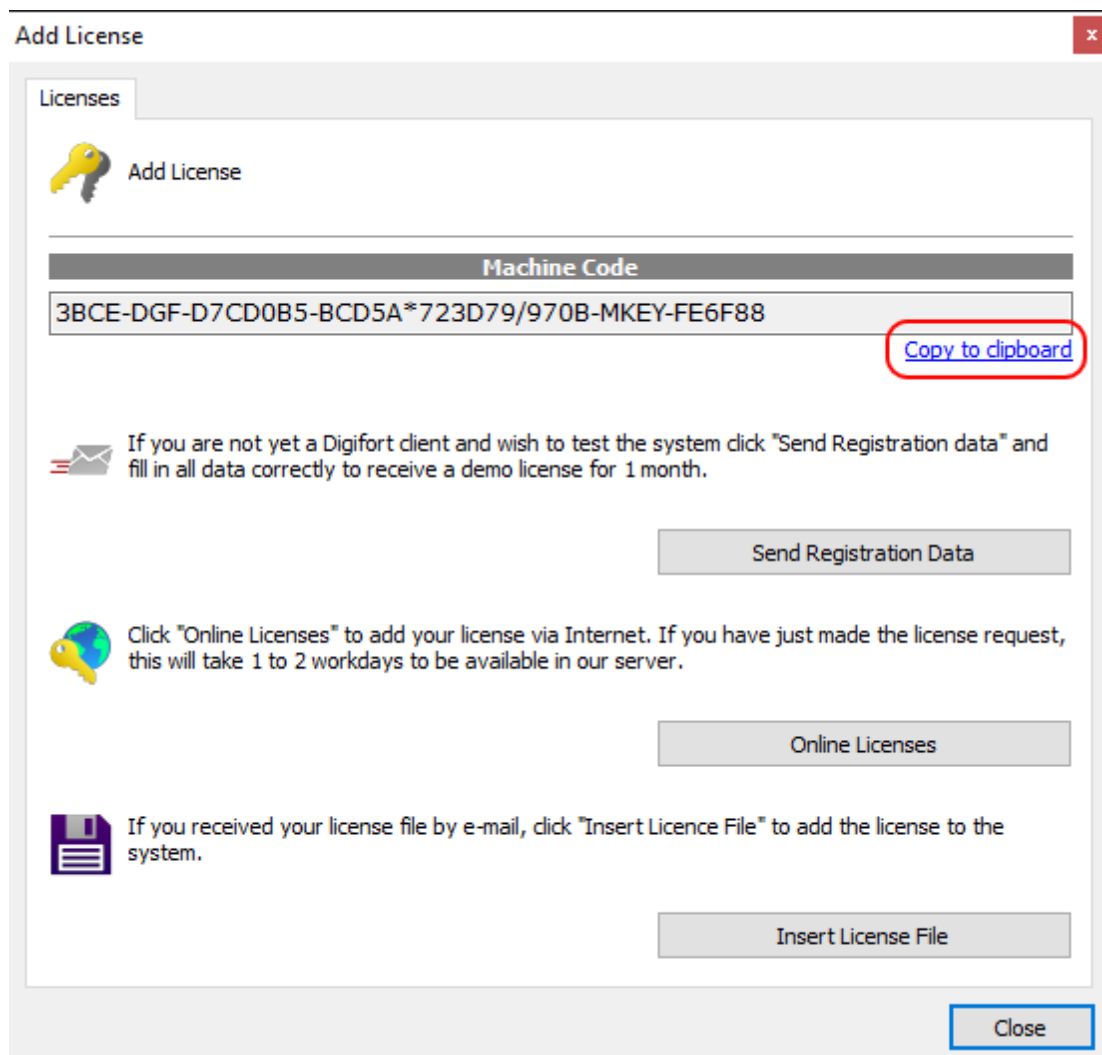 Add License
x
Licenses
Add License
Machine Code
3BCE-DGF-D7CD0B5-BCD5A*723D79/970B-MKEY-FE6F88
Copy to clipboard
If you are not yet a Digifort client and wish to test the system click "Send Registration data" and
fill in all data correctly to receive a demo license for 1 month.
Send Registration Data
Click "Online Licenses" to add your license via Internet. If you have just made the license request,
this will take 1 to 2 workdays to be available in our server.
Online Licenses
If you received your license file by e-mail, click "Insert Licence File" to add the license to the
system.
Insert License File
Close